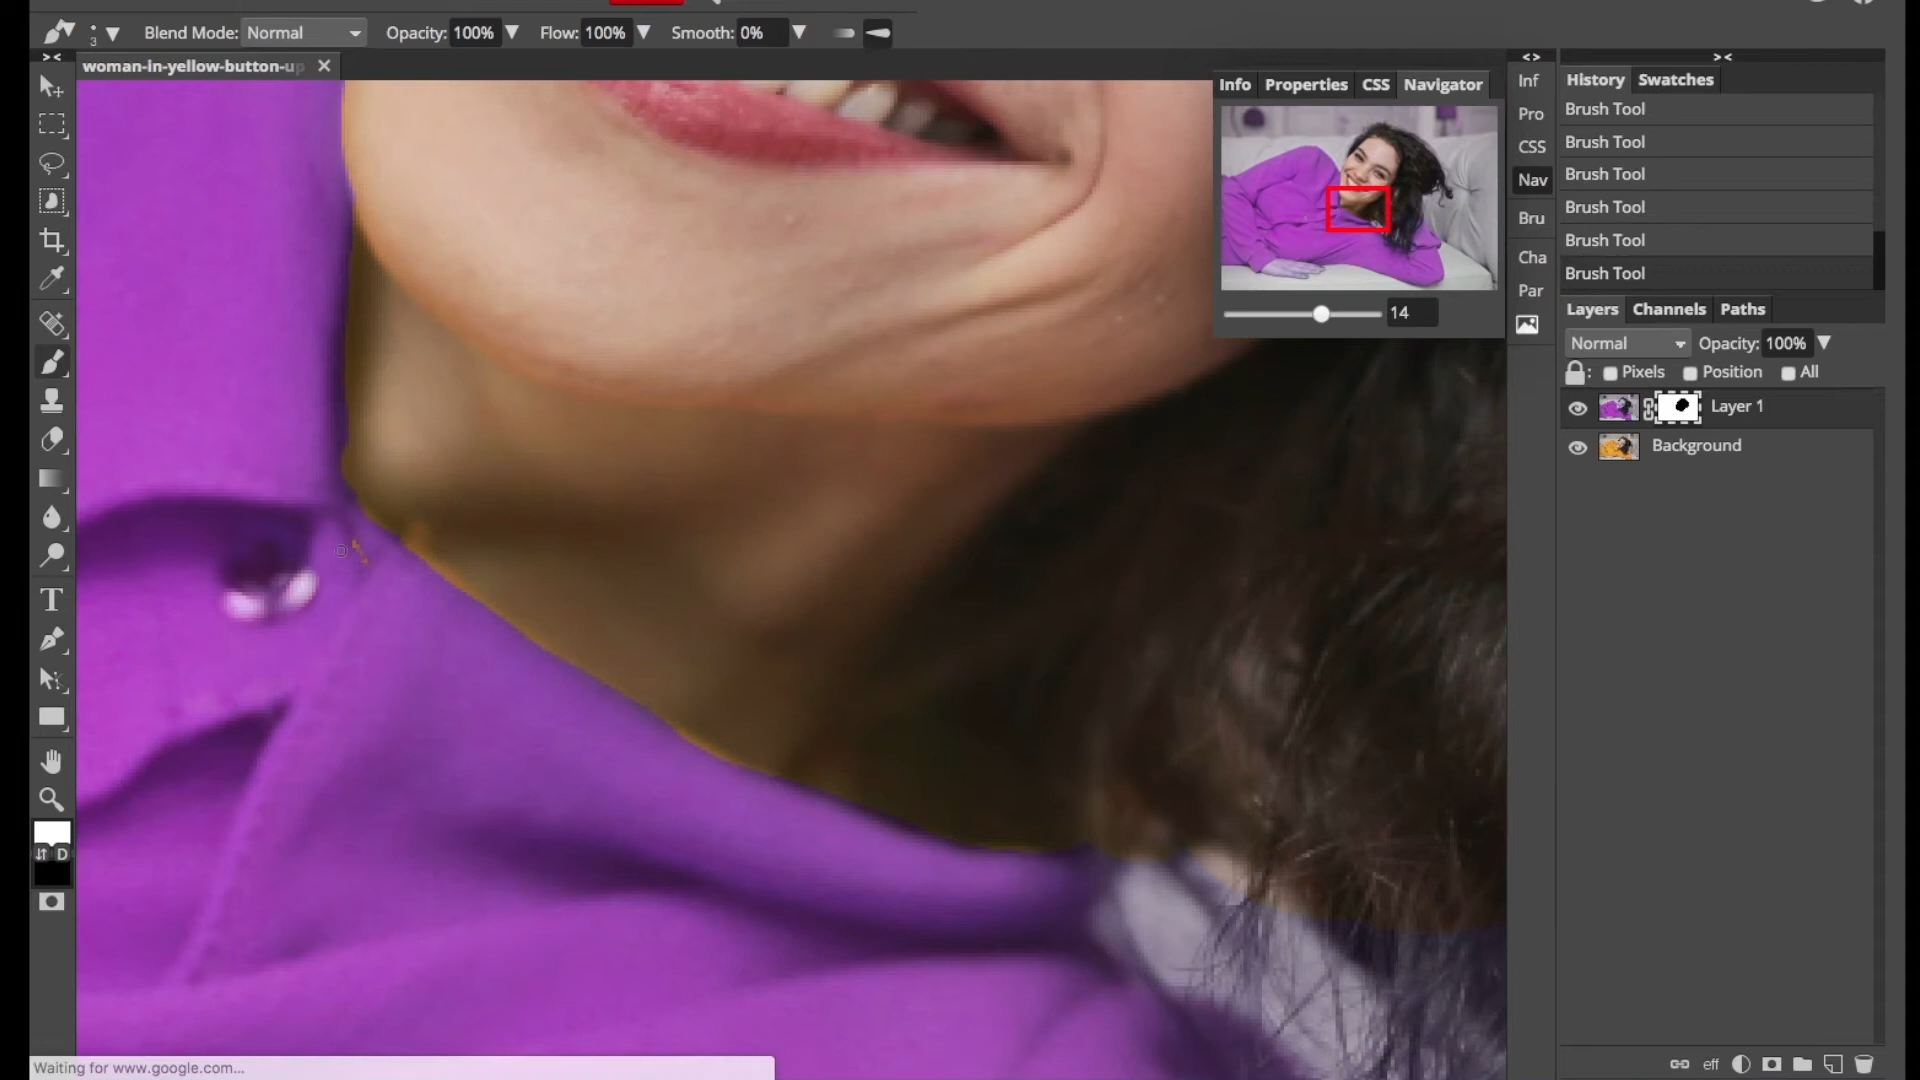 3 Blend Mode: Normal Opacity: 100% Flow: 100% Smooth: 0%
woman-in-yellow-button-up
Info Properties CSS Navigator
14
Inf
Pro
CSS
Nav
Bru
Cha
Par
History Swatches
Brush Tool
Brush Tool
Brush Tool
Brush Tool
Brush Tool
Brush Tool
Layers Channels Paths
Normal Opacity: 100%
: Pixels Position All
Layer 1
Background
T
D
eff
Waiting for www.google.com...